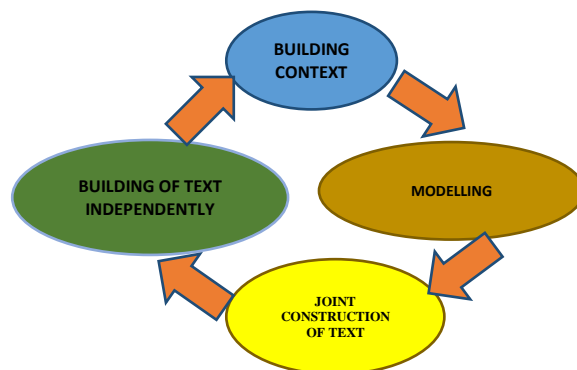 BUILDING
CONTEXT
MODELLING
JOINT
CONSTRUCTION
OF TEXT
BUILDING OF TEXT
INDEPENDENTLY